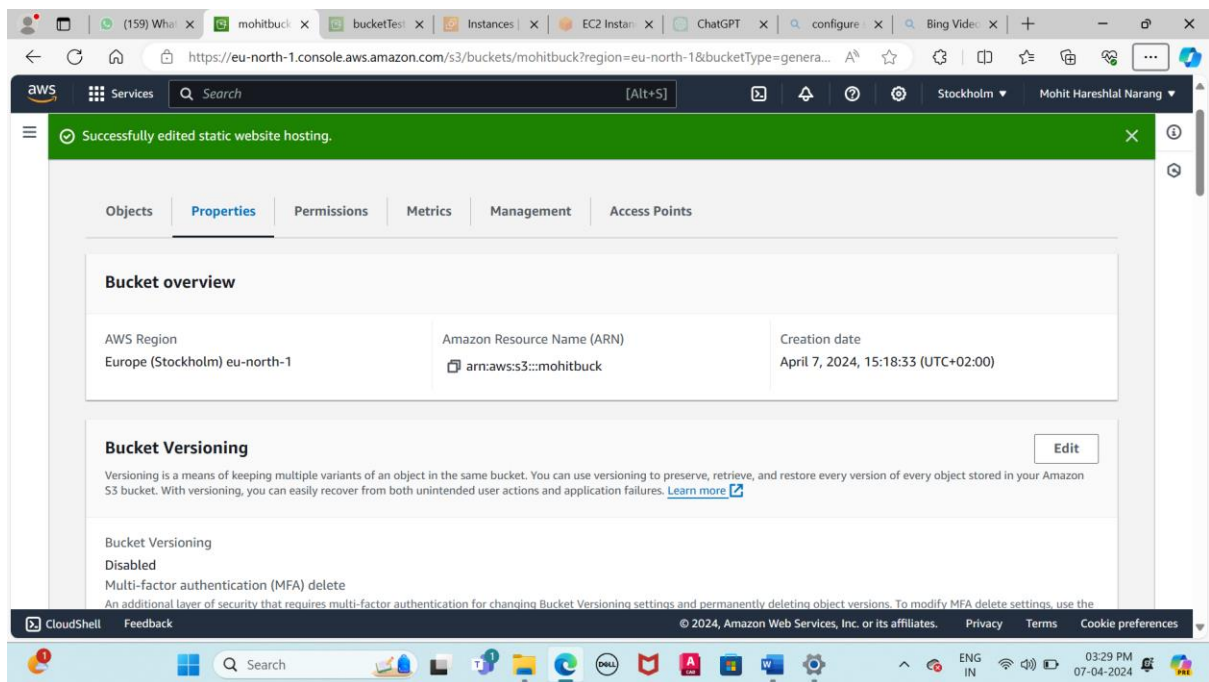 (159) What
mohitbuck
bucketTest
Instances |
EC2 Instan
ChatGPT
configure
Bing Video
https://eu-north-1.console.aws.amazon.com/s3/buckets/mohitbuck?region=eu-north-1&bucketType=genera...
aws
Services
Search
[Alt+S]
Stockholm
Mohit Hareshlal Narang
Successfully edited static website hosting.
Objects
Properties
Permissions
Metrics
Management
Access Points
Bucket overview
AWS Region
Europe (Stockholm) eu-north-1
Amazon Resource Name (ARN)
arn:aws:s3:::mohitbuck
Creation date
April 7, 2024, 15:18:33 (UTC+02:00)
Bucket Versioning
Edit
Versioning is a means of keeping multiple variants of an object in the same bucket. You can use versioning to preserve, retrieve, and restore every version of every object stored in your Amazon
S3 bucket. With versioning, you can easily recover from both unintended user actions and application failures. Learn more
Bucket Versioning
Disabled
Multi-factor authentication (MFA) delete
An additional layer of security that requires multi-factor authentication for changing Bucket Versioning settings and permanently deleting object versions. To modify MFA delete settings, use the
CloudShell
Feedback
© 2024, Amazon Web Services, Inc. or its affiliates.
Privacy
Terms
Cookie preferences
Search
DELL
ENG
IN
03:29 PM
07-04-2024
PRE